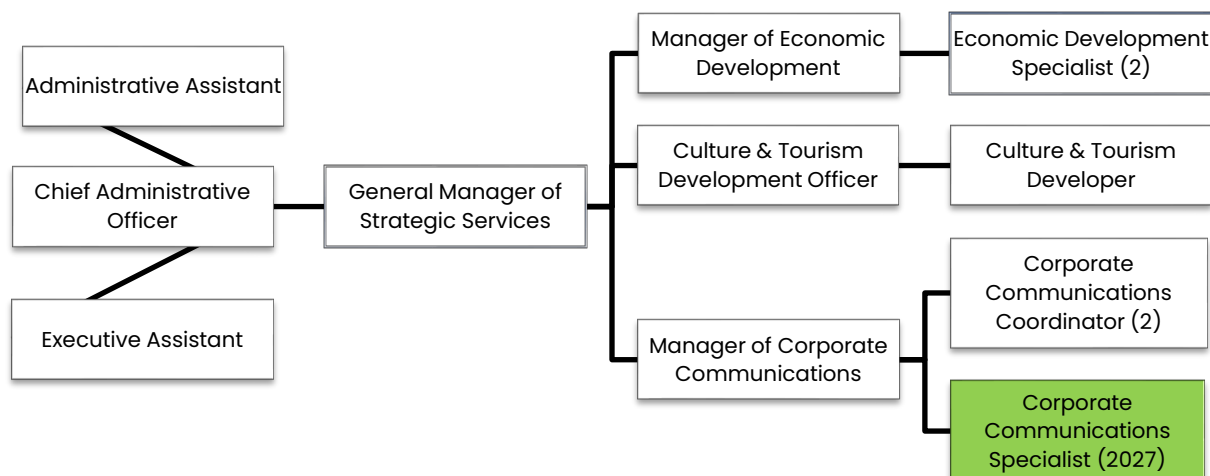 Administrative Assistant
Chief Administrative
Officer
Executive Assistant
General Manager of
Strategic Services
Manager of Economic
Development
Economic Development
Specialist (2)
Culture & Tourism
Development Officer
Culture & Tourism
Developer
Manager of Corporate
Communications
Corporate
Communications
Coordinator (2)
Corporate
Communications
Specialist (2027)